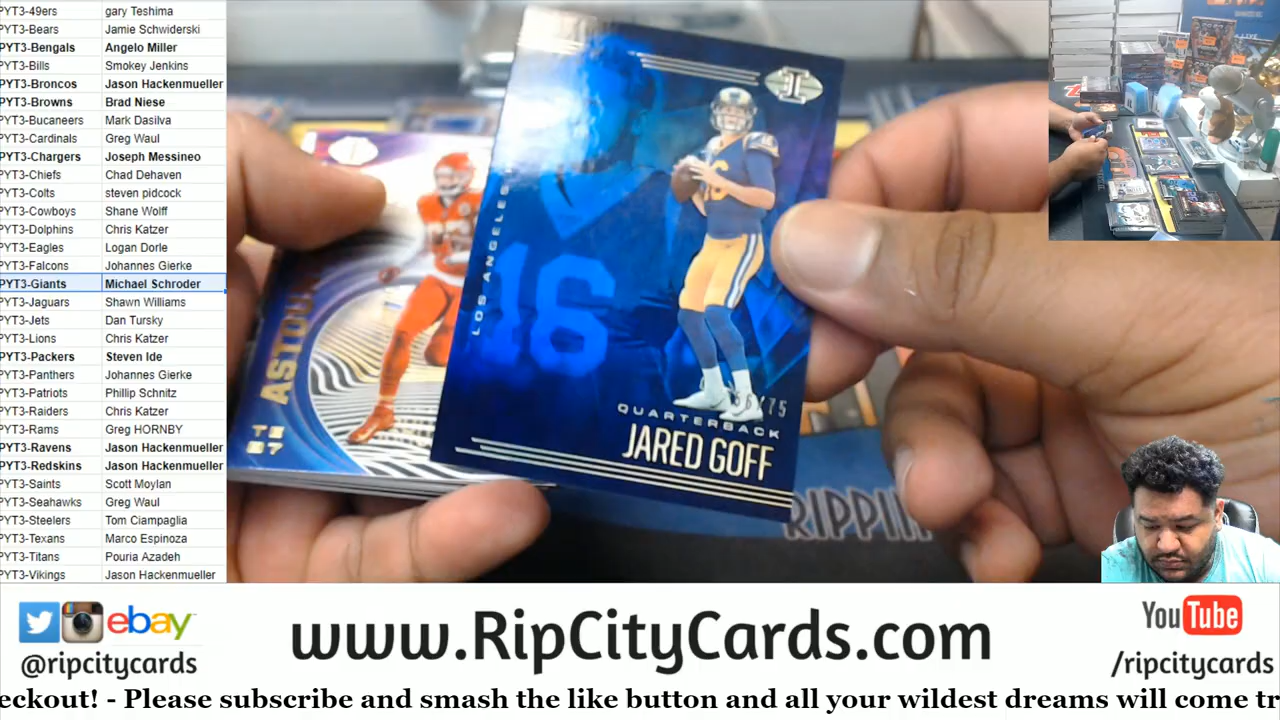 PYT3-49ers gary Teshima
PYT3-Bears Jamie Schwiderski
PYT3-Bengals Angelo Miller
PYT3-Bills Smokey Jenkins
PYT3-Broncos Jason Hackenmueller
PYT3-Browns Brad Niese
PYT3-Bucaneers Mark Dasilva
PYT3-Cardinals Greg Waul
PYT3-Chargers Joseph Messineo
PYT3-Chiefs Chad Dehaven
PYT3-Colts steven pidcock
PYT3-Cowboys Shane Wolff
PYT3-Dolphins Chris Katzer
PYT3-Eagles Logan Dorle
PYT3-Falcons Johannes Gierke
PYT3-Giants Michael Schroder
PYT3-Jaguars Shawn Williams
PYT3-Jets Dan Tursky
PYT3-Lions Chris Katzer
PYT3-Packers Steven Ide
PYT3-Panthers Johannes Gierke
PYT3-Patriots Phillip Schnitz
PYT3-Raiders Chris Katzer
PYT3-Rams Greg HORNBY
PYT3-Ravens Jason Hackenmueller
PYT3-Redskins Jason Hackenmueller
PYT3-Saints Scott Moylan
PYT3-Seahawks Greg Waul
PYT3-Steelers Tom Ciampaglia
PYT3-Texans Marco Espinoza
PYT3-Titans Pouria Azadeh
PYT3-Vikings Jason Hackenmueller
LOS ANGELES
16
16
/75
QUARTERBACK
JARED GOFF
TE
87
RIPPIN
ebay
@ripcitycards
www.RipCityCards.com
YouTube
/ripcitycards
eckout! - Please subscribe and smash the like button and all your wildest dreams will come tr